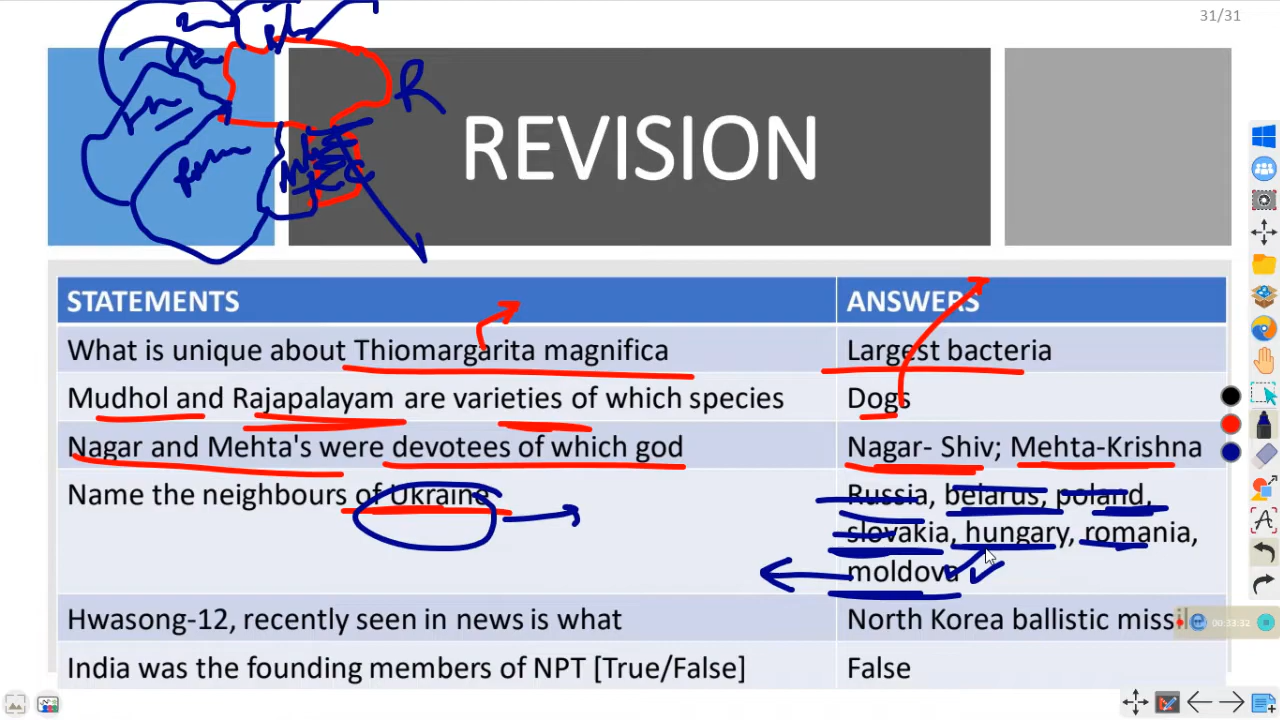 31/31
R
REVISION
STATEMENTS
ANSWERS
What is unique about Thiomargarita magnifica
Largest bacteria
Mudhol and Rajapalayam are varieties of which species
Dogs
Nagar and Mehta's were devotees of which god
Nagar- Shiv; Mehta-Krishna
Name the neighbours of Ukraine
Russia, belarus, poland,
slovakia, hungary, romania,
moldova
Hwasong-12, recently seen in news is what
North Korea ballistic missile
00:33:32
India was the founding members of NPT [True/False]
False